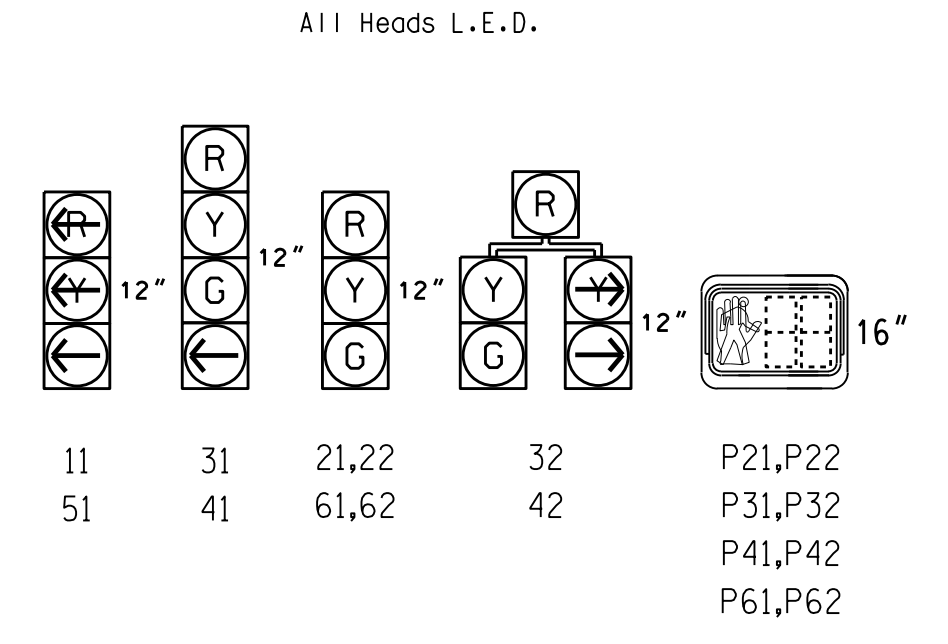 All Heads L.E.D.
R
R
R
R
Y
Y
Y
Y
Y
G
G
G
12"
12"
12"
12"
16"
11
31
21,22
32
P21,P22
51
41
61,62
42
P31,P32
P41,P42
P61,P62